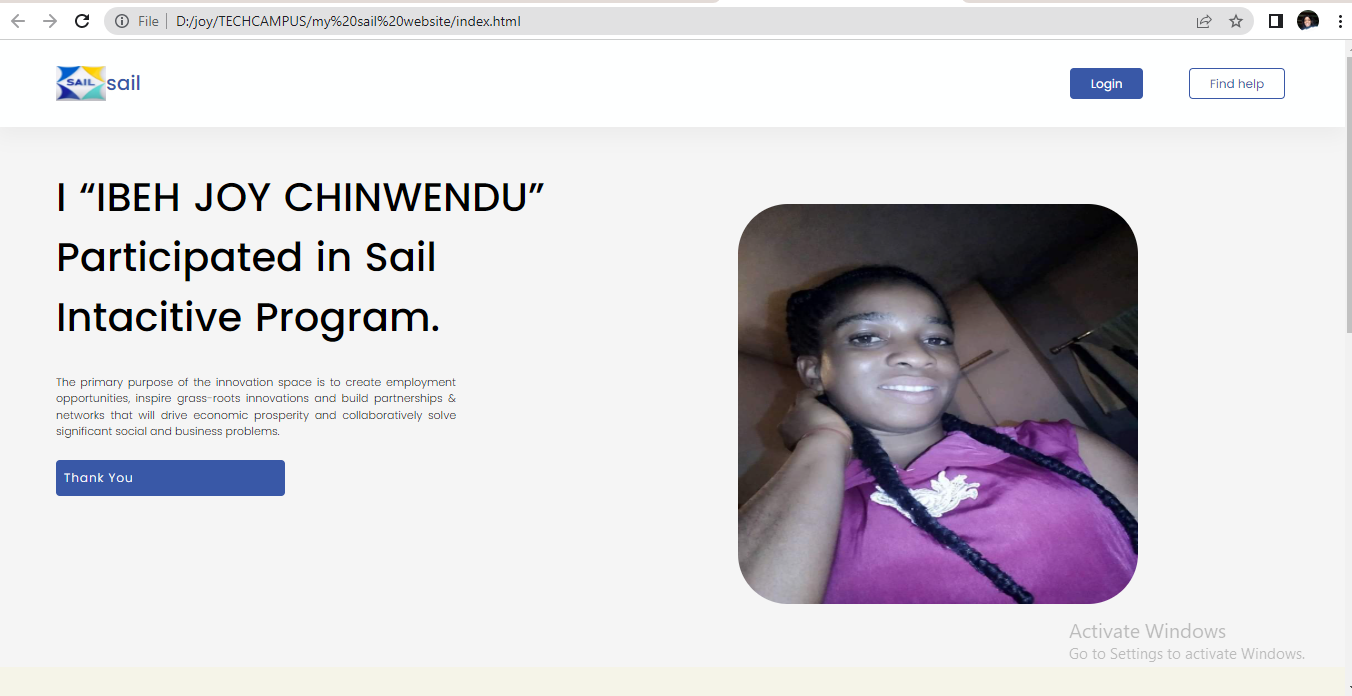 File
D:/joy/TECHCAMPUS/my%20sail%20website/index.html
SAIL
sail
Login
Find help
I “IBEH JOY CHINWENDU”
Participated in Sail
Intacitive Program.
The primary purpose of the innovation space is to create employment
opportunities, inspire grass-roots innovations and build partnerships &
networks that will drive economic prosperity and collaboratively solve
significant social and business problems.
Thank You
Activate Windows
Go to Settings to activate Windows.